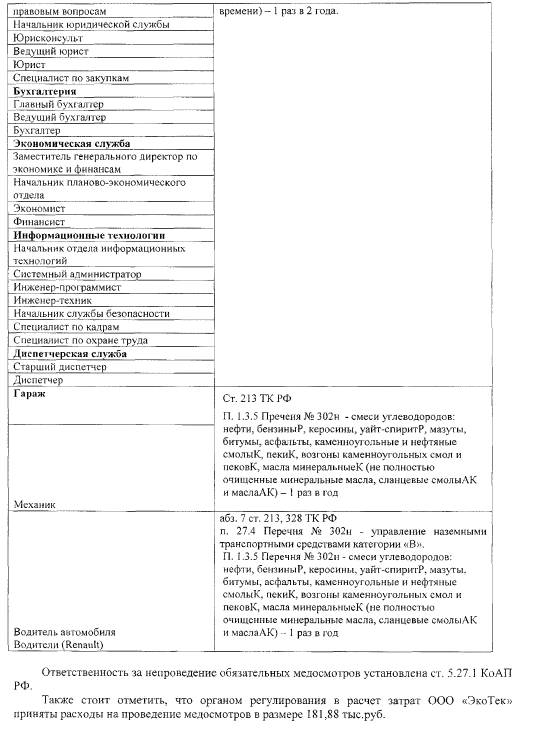 правовым вопросам
времени) – 1 раз в 2 года.
Начальник юридической службы
Юрисконсульт
Ведущий юрист
Юрист
Специалист по закупкам
Бухгалтерия
Главный бухгалтер
Ведущий бухгалтер
Бухгалтер
Экономическая служба
Заместитель генерального директор по
экономике и финансам
Начальник планово-экономического
отдела
Экономист
Финансист
Информационные технологии
Начальник отдела информационных
технологий
Системный администратор
Инженер-программист
Инженер-техник
Начальник службы безопасности
Специалист по кадрам
Специалист по охране труда
Диспетчерская служба
Старший диспетчер
Диспетчер
Гараж
Ст. 213 ТК РФ
П. 1.3.5 Преченя № 302н - смеси углеводородов:
нефти, бензиныР, керосины, уайт-спиритР, мазуты,
битумы, асфальты, каменноугольные и нефтяные
смолыК, пекиК, возгоны каменноугольных смол и
пековК, масла минеральныеК (не полностью
очищенные минеральные масла, сланцевые смолыАК
и маслаАК) – 1 раз в год
Механик
абз. 7 ст. 213, 328 ТК РФ
п. 27.4 Перечня № 302н - управление наземными
транспортными средствами категории «В».
П. 1.3.5 Перечя № 302н - смеси углеводородов:
нефти, бензиныР, керосины, уайт-спиритР, мазуты,
битумы, асфальты, каменноугольные и нефтяные
смолыК, пекиК, возгоны каменноугольных смол и
пековК, масла минеральныеК (не полностью
очищенные минеральные масла, сланцевые смолыАК
и маслаАК) – 1 раз в год
Водитель автомобиля
Водители (Renault)
Ответственность за непроведение обязательных медосмотров установлена ст. 5.27.1 КоАП
РФ.
Также стоит отметить, что органом регулирования в расчет затрат ООО «ЭкоТек»
приняты расходы на проведение медосмотров в размере 181,88 тыс.руб.